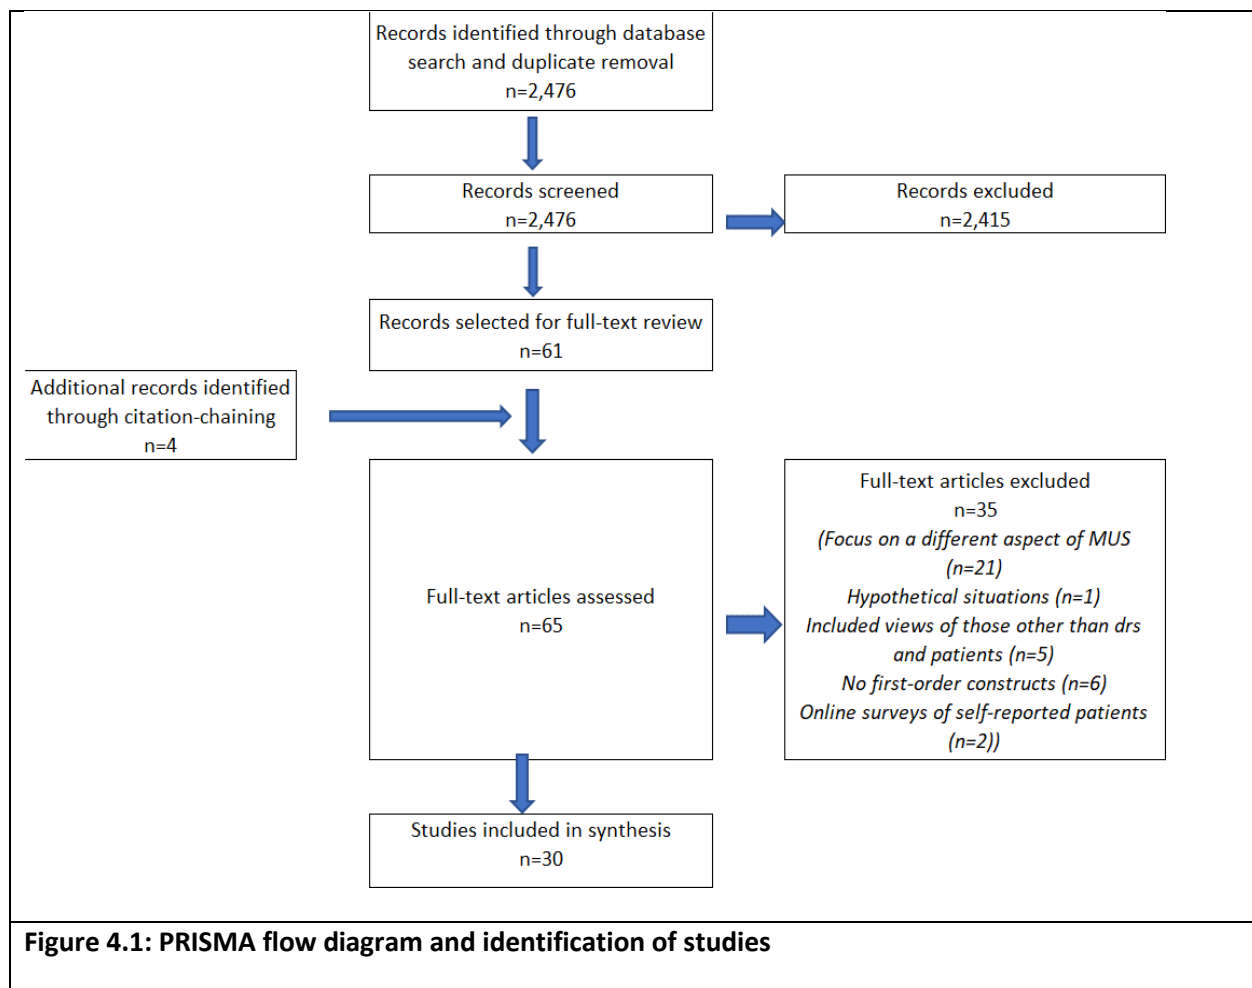 Records identified through database
search and duplicate removal
n=2,476
Records screened
n=2,476
Records excluded
n=2,415
Records selected for full-text review
n=61
Additional records identified
through citation-chaining
n=4
Full-text articles assessed
n=65
Full-text articles excluded
n=35
(Focus on a different aspect of MUS
(n=21)
Hypothetical situations (n=1)
Included views of those other than drs
and patients (n=5)
No first-order constructs (n=6)
Online surveys of self-reported patients
(n=2))
Studies included in synthesis
n=30
Figure 4.1: PRISMA flow diagram and identification of studies